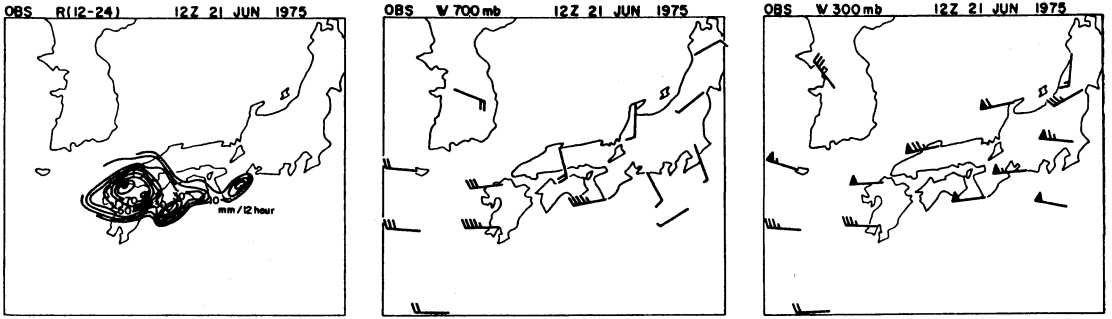 OBS R(12-24) 12Z 21 JUN 1975
mm/12 hour
OBS W 700 mb 12Z 21 JUN 1975
OBS W 300 mb 12Z 21 JUN 1975